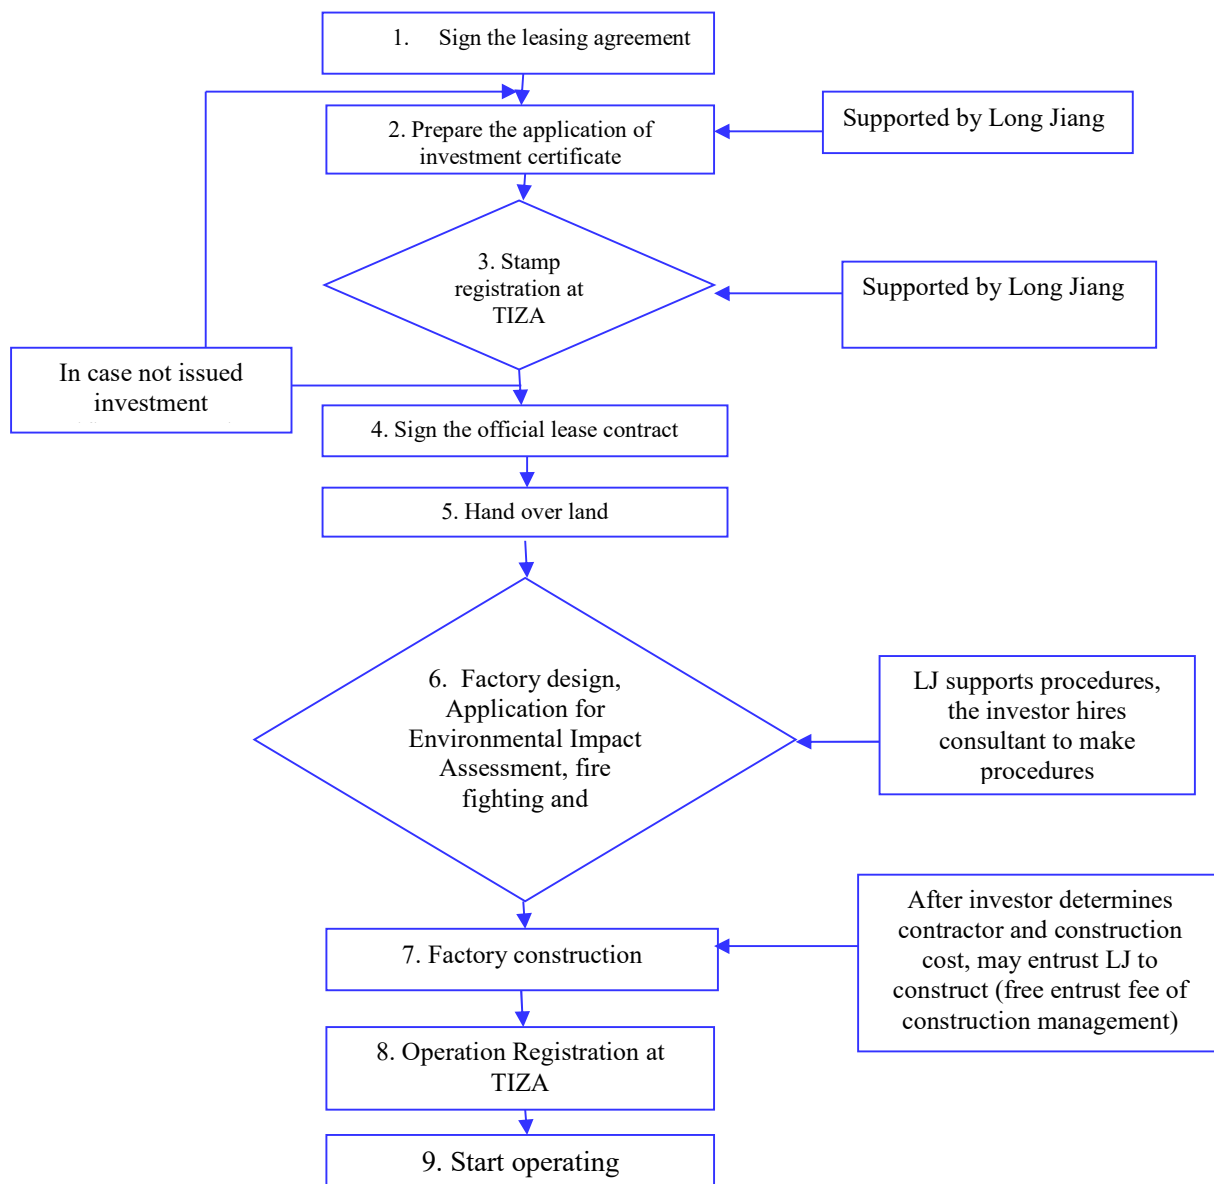 1. Sign the leasing agreement
2. Prepare the application of
investment certificate
Supported by Long Jiang
3. Stamp
registration at
TIZA
Supported by Long Jiang
In case not issued
investment
4. Sign the official lease contract
5. Hand over land
6. Factory design,
Application for
Environmental Impact
Assessment, fire
fighting and
LJ supports procedures,
the investor hires
consultant to make
procedures
7. Factory construction
After investor determines
contractor and construction
cost, may entrust LJ to
construct (free entrust fee of
construction management)
8. Operation Registration at
TIZA
9. Start operating